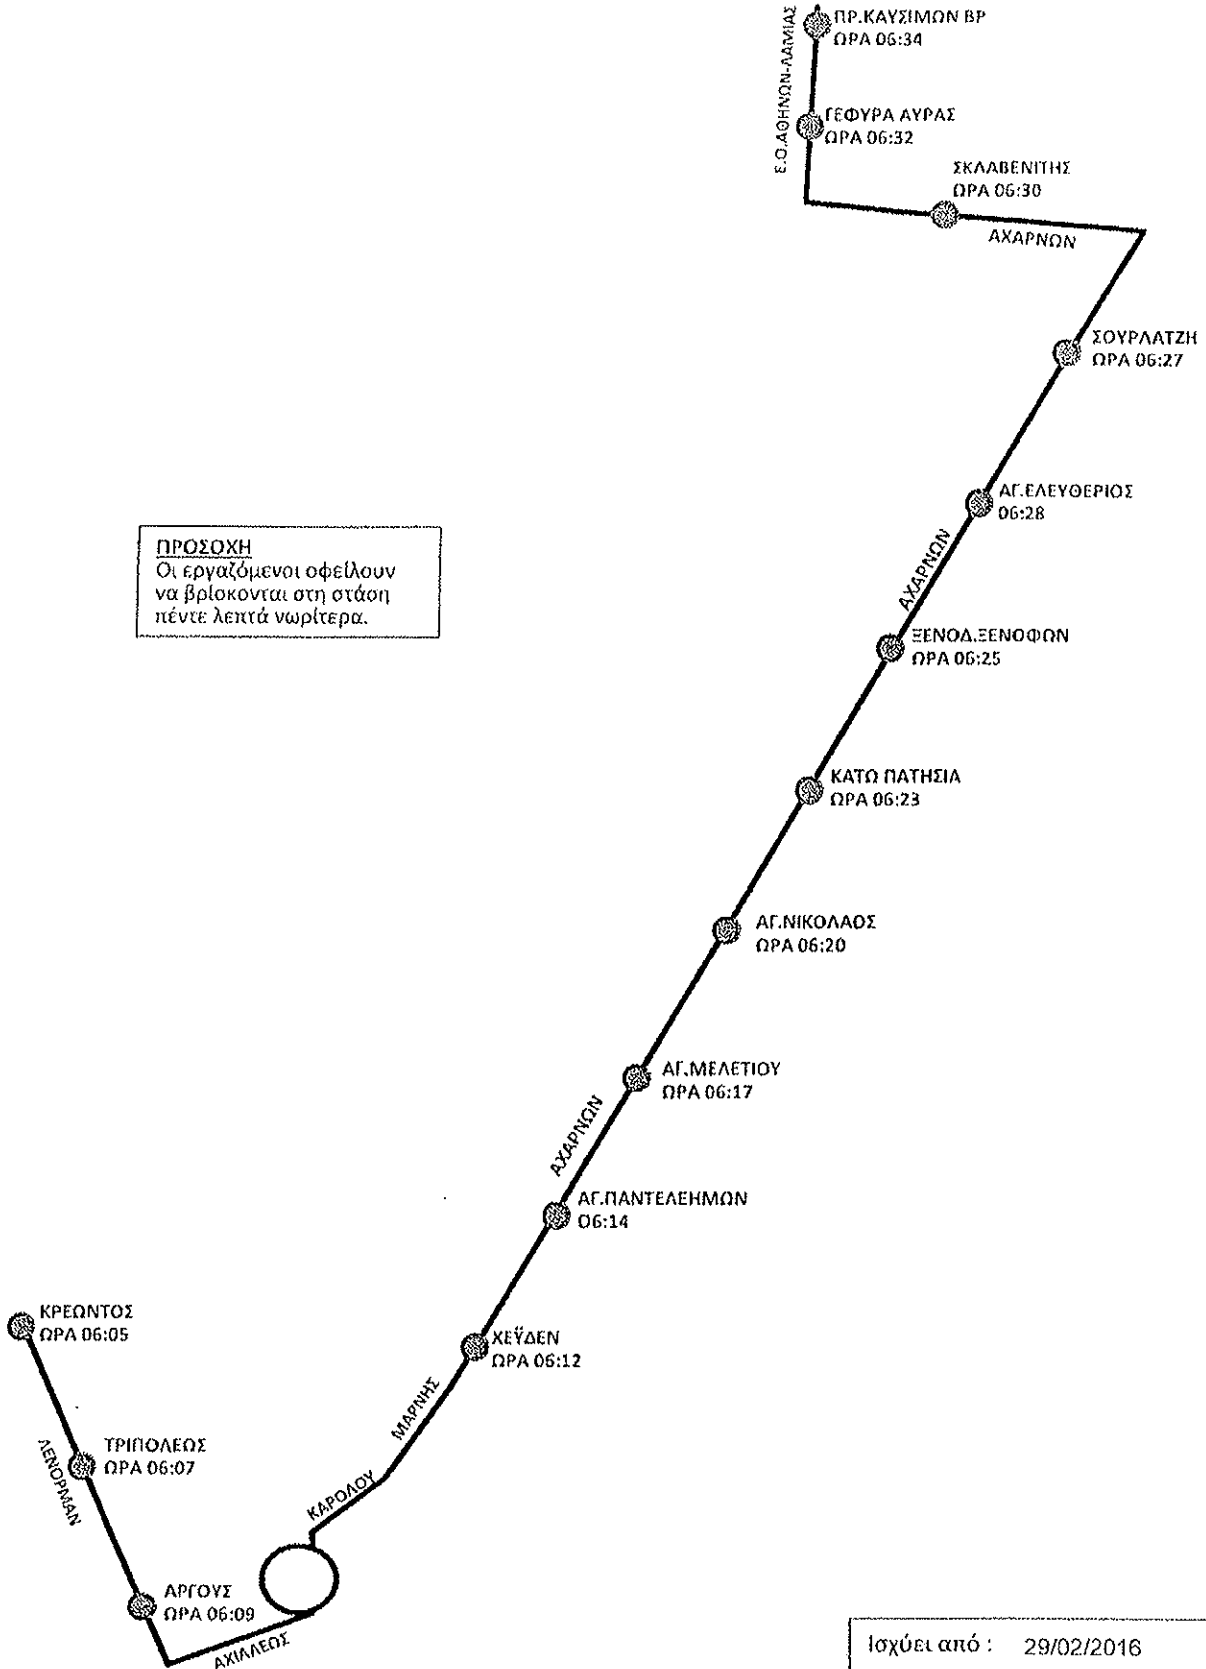 Ε.Ο.ΑΘΗΝΩΝ-ΛΑΜΙΑΣ
ΠΡ.ΚΑΥΣΙΜΩΝ BP
ΩΡΑ 06:34
ΓΕΦΥΡΑ ΑΥΡΑΣ
ΩΡΑ 06:32
ΣΚΛΑΒΕΝΙΤΗΣ
ΩΡΑ 06:30
ΑΧΑΡΝΩΝ
ΣΟΥΡΛΑΤΖΗ
ΩΡΑ 06:27
ΑΓ.ΕΛΕΥΘΕΡΙΟΣ
06:28
ΑΧΑΡΝΩΝ
ΠΡΟΣΟΧΗ
Οι εργαζόμενοι οφείλουν
να βρίσκονται στη στάση
πέντε λεπτά νωρίτερα.
ΞΕΝΟΔ.ΞΕΝΟΦΩΝ
ΩΡΑ 06:25
ΚΑΤΩ ΠΑΤΗΣΙΑ
ΩΡΑ 06:23
ΑΓ.ΝΙΚΟΛΑΟΣ
ΩΡΑ 06:20
ΑΓ.ΜΕΛΕΤΙΟΥ
ΩΡΑ 06:17
ΑΧΑΡΝΩΝ
ΑΓ.ΠΑΝΤΕΛΕΗΜΩΝ
06:14
ΚΡΕΩΝΤΟΣ
ΩΡΑ 06:05
ΧΕΫΔΕΝ
ΩΡΑ 06:12
ΜΑΡΝΗΣ
ΤΡΙΠΟΛΕΩΣ
ΩΡΑ 06:07
ΛΕΝΟΡΜΑΝ
ΚΑΡΟΛΟΥ
ΑΡΓΟΥΣ
ΩΡΑ 06:09
ΑΧΙΛΛΕΩΣ
Ισχύει από : 29/02/2016